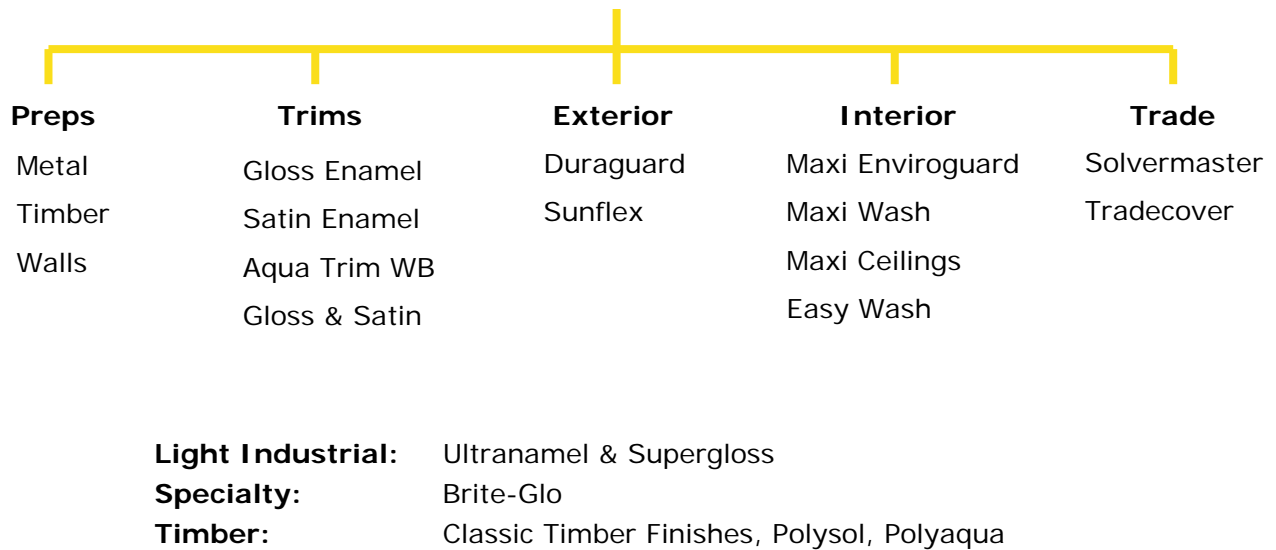 Preps
Metal
Timber
Walls
Trims
Gloss Enamel
Satin Enamel
Aqua Trim WB
Gloss & Satin
Exterior
Duraguard
Sunflex
Interior
Maxi Enviroguard
Maxi Wash
Maxi Ceilings
Easy Wash
Trade
Solvermaster
Tradecover
Light Industrial: Ultranamel & Supergloss
Specialty: Brite-Glo
Timber: Classic Timber Finishes, Polysol, Polyaqua